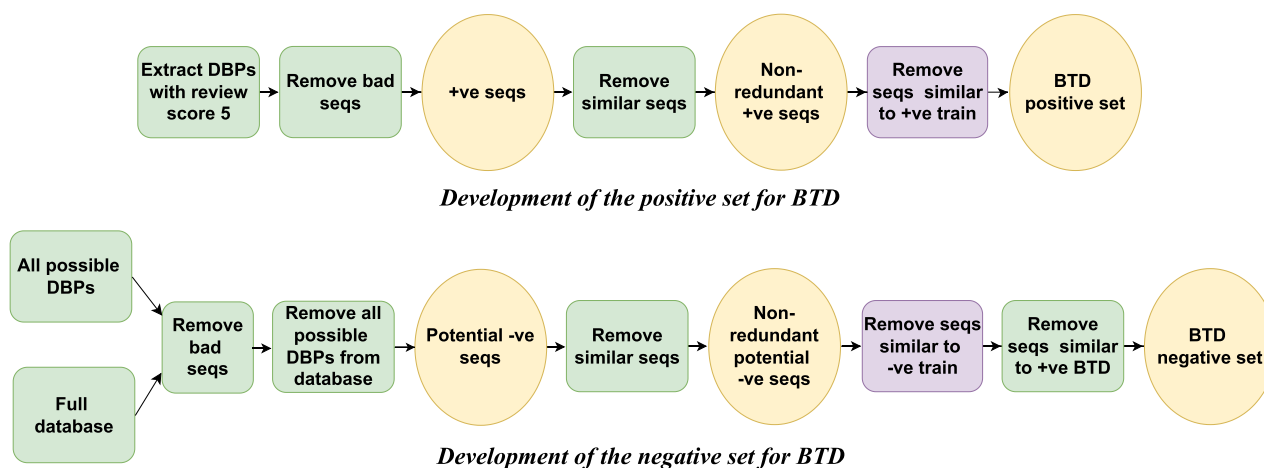 Extract DBPs
with review
score 5
Remove bad
seqs
+ve seqs
Remove
similar seqs
Non-
redundant
+ve seqs
Remove
seqs similar
to +ve train
BTD
positive set
Development of the positive set for BTD
All possible
DBPs
Full
database
Remove
bad
seqs
Remove all
possible
DBPs from
database
Potential -ve
seqs
Remove
similar seqs
Non-
redundant
potential
-ve seqs
Remove seqs
similar to
-ve train
Remove
seqs similar
to +ve BTD
BTD
negative set
Development of the negative set for BTD